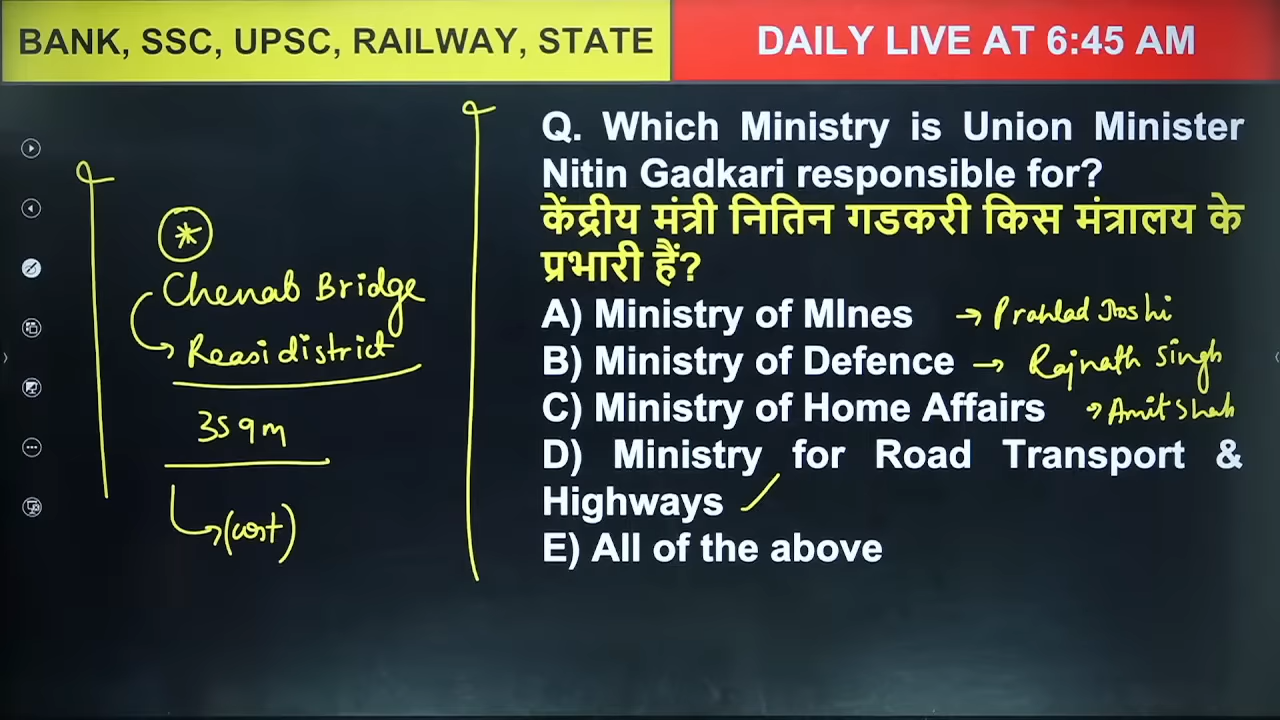 BANK, SSC, UPSC, RAILWAY, STATE
DAILY LIVE AT 6:45 AM
*
Chenab Bridge
Reasi district
359m
(cost)
Q. Which Ministry is Union Minister
Nitin Gadkari responsible for?
केंद्रीय मंत्री नितिन गडकरी किस मंत्रालय के
प्रभारी हैं?
A) Ministry of MInes → Prahlad Joshi
B) Ministry of Defence → Rajnath Singh
C) Ministry of Home Affairs → Amit Shah
D) Ministry for Road Transport &
Highways
E) All of the above